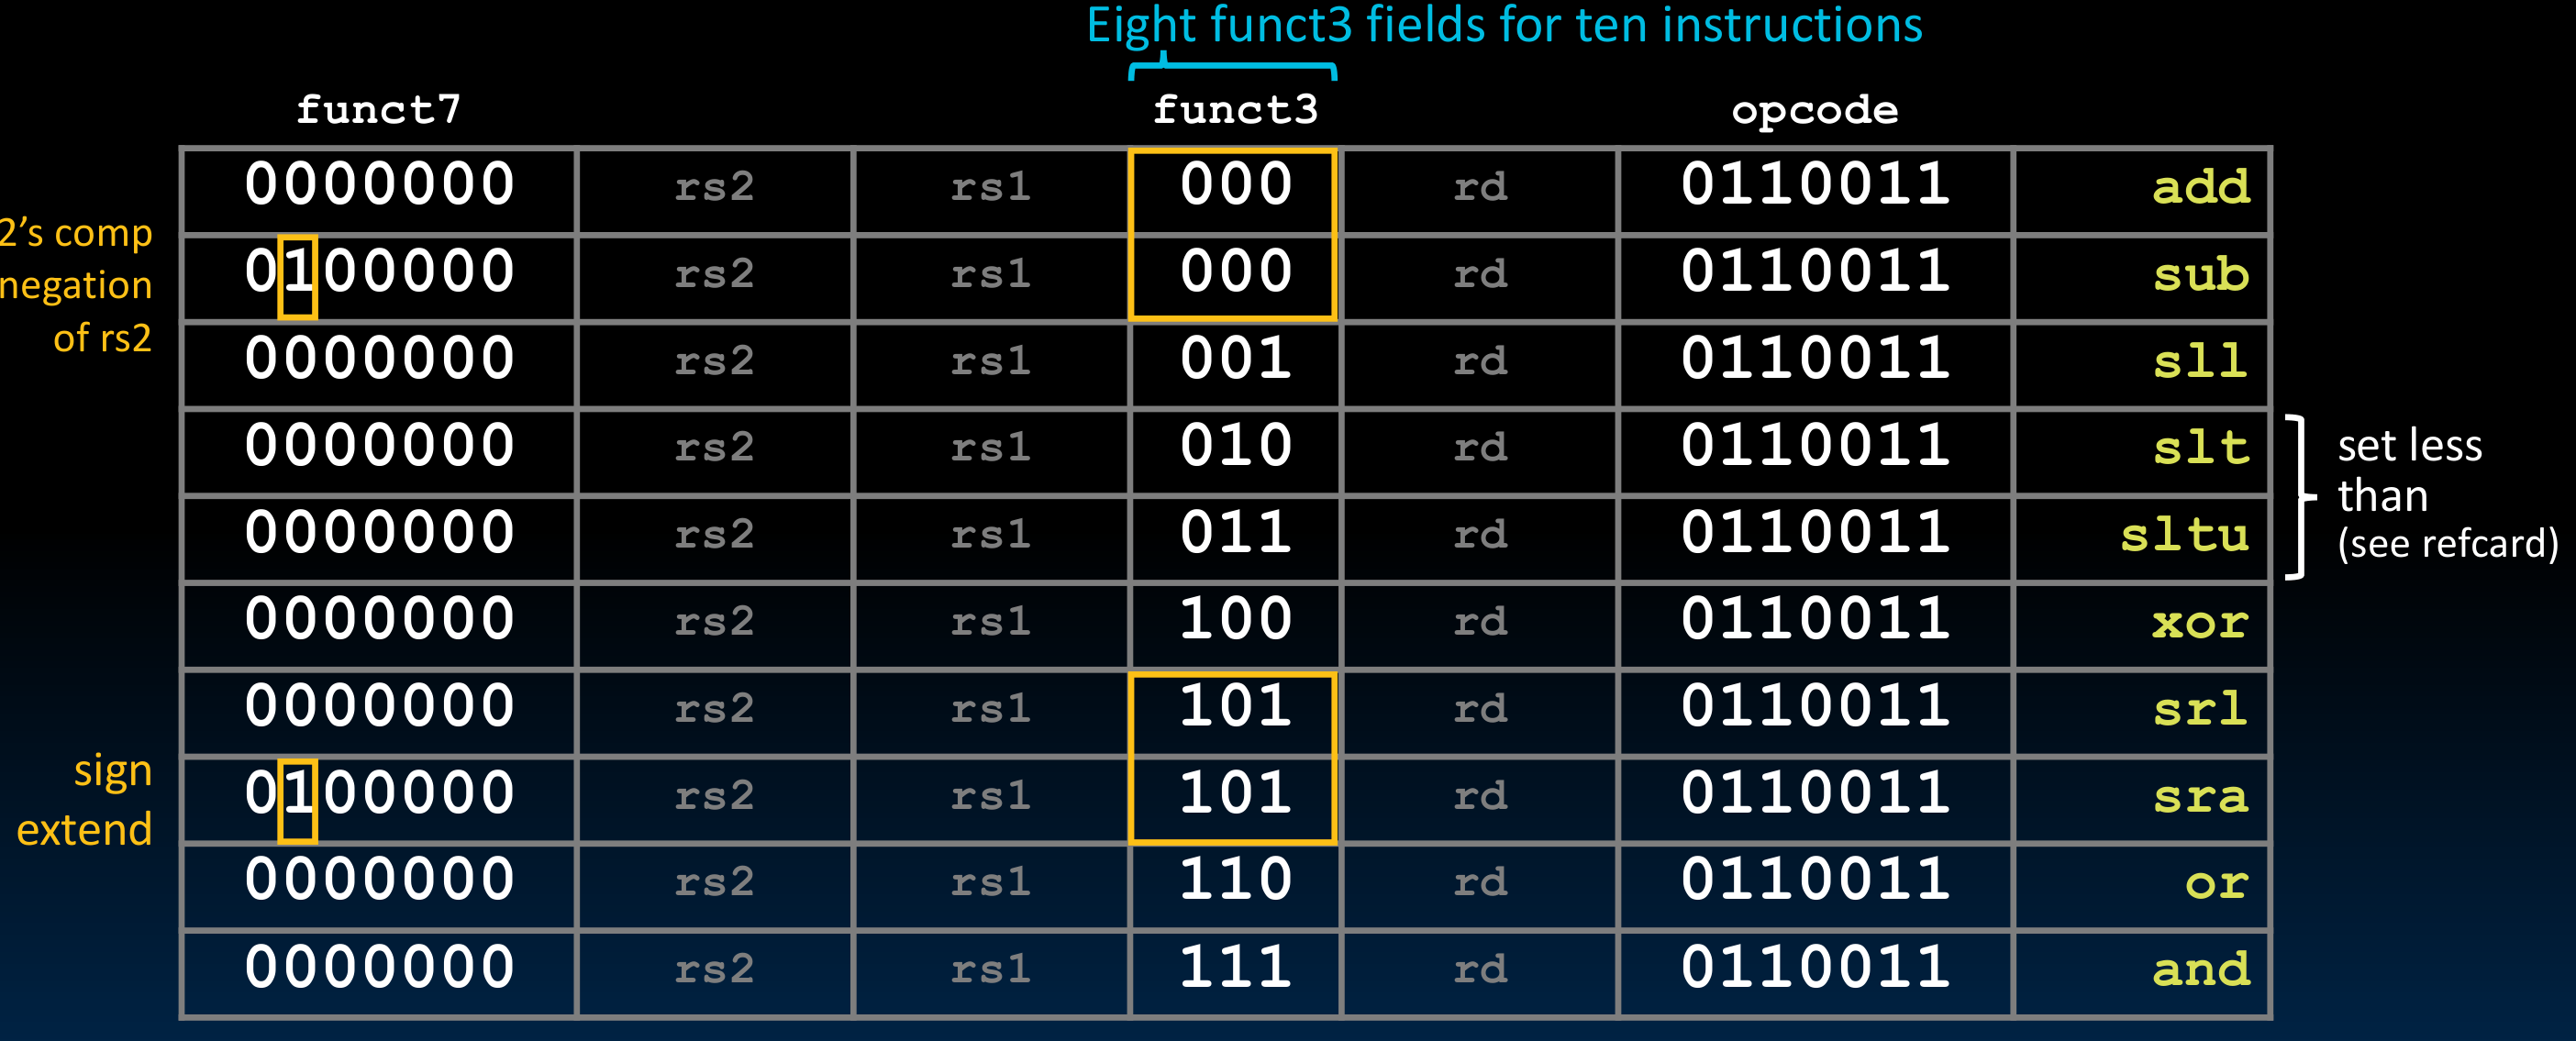 Eight funct3 fields for ten instructions
funct7 funct3 opcode
0000000 rs2 rs1 000 rd 0110011 add
0100000 rs2 rs1 000 rd 0110011 sub
0000000 rs2 rs1 001 rd 0110011 sll
0000000 rs2 rs1 010 rd 0110011 slt
0000000 rs2 rs1 011 rd 0110011 sltu
0000000 rs2 rs1 100 rd 0110011 xor
0000000 rs2 rs1 101 rd 0110011 srl
0100000 rs2 rs1 101 rd 0110011 sra
0000000 rs2 rs1 110 rd 0110011 or
0000000 rs2 rs1 111 rd 0110011 and
2’s comp
negation
of rs2
sign
extend
set less
than
(see refcard)